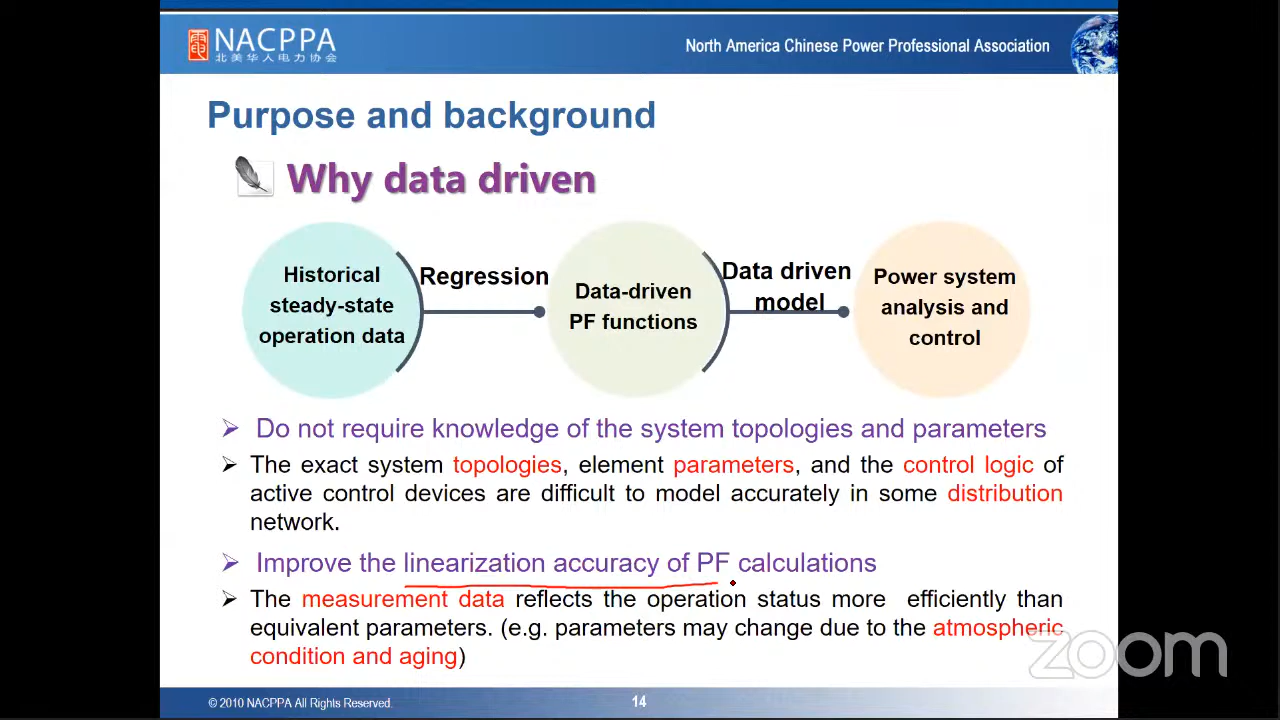 NACPPA
北美华人电力协会
North America Chinese Power Professional Association
Purpose and background
Why data driven
Historical
steady-state
operation data
Regression
Data-driven
PF functions
Data driven
model
Power system
analysis and
control
Do not require knowledge of the system topologies and parameters
The exact system topologies, element parameters, and the control logic of
active control devices are difficult to model accurately in some distribution
network.
Improve the linearization accuracy of PF calculations
The measurement data reflects the operation status more efficiently than
equivalent parameters. (e.g. parameters may change due to the atmospheric
condition and aging)
zoom
© 2010 NACPPA All Rights Reserved.
14